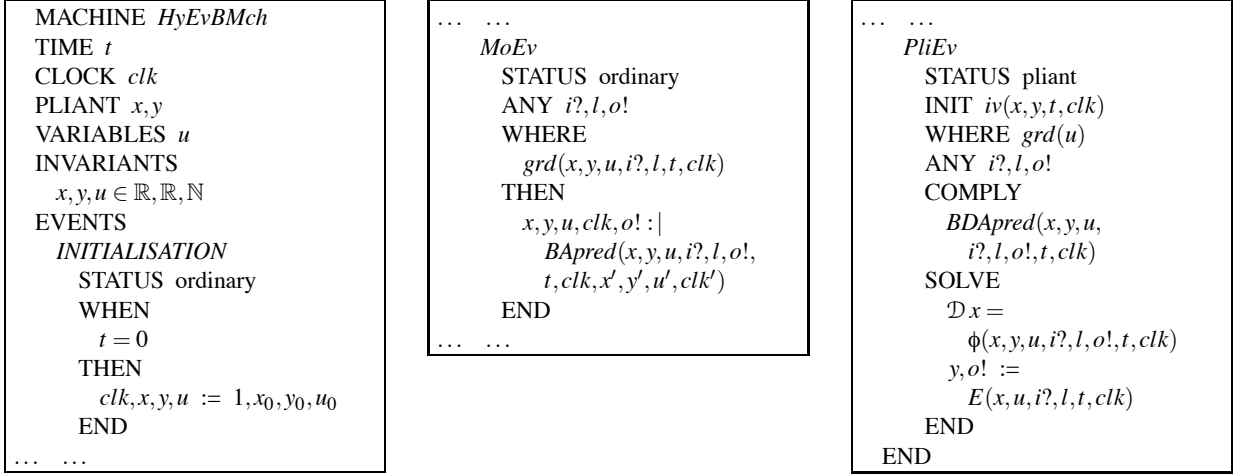 MACHINE HyEvBMch
TIME t
CLOCK clk
PLIANT x,y
VARIABLES u
INVARIANTS
x,y,u ∈ ℝ,ℝ,ℕ
EVENTS
INITIALISATION
STATUS ordinary
WHEN
t = 0
THEN
clk,x,y,u := 1,x₀,y₀,u₀
END
... ...
... ...
MoEv
STATUS ordinary
ANY i?,l,o!
WHERE
grd(x,y,u,i?,l,t,clk)
THEN
x,y,u,clk,o! :|
BApred(x,y,u,i?,l,o!,
t,clk,x′,y′,u′,clk′)
END
... ...
... ...
PliEv
STATUS pliant
INIT iv(x,y,t,clk)
WHERE grd(u)
ANY i?,l,o!
COMPLY
BDApred(x,y,u,
i?,l,o!,t,clk)
SOLVE
𝒟 x =
ϕ(x,y,u,i?,l,o!,t,clk)
y,o! :=
E(x,u,i?,l,t,clk)
END
END